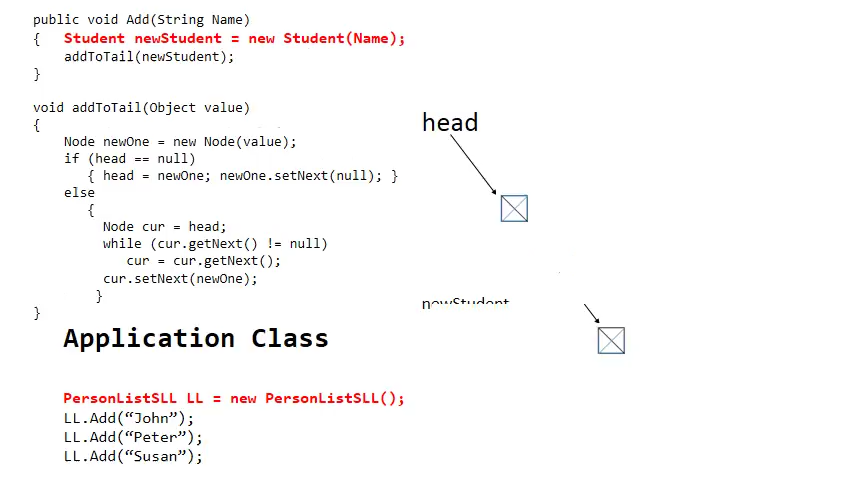 public void Add(String Name)
{ Student newStudent = new Student(Name);
addToTail(newStudent);
}
void addToTail(Object value)
{
Node newOne = new Node(value);
if (head == null)
{ head = newOne; newOne.setNext(null); }
else
{
Node cur = head;
while (cur.getNext() != null)
cur = cur.getNext();
cur.setNext(newOne);
}
}
head
newStudent
Application Class
PersonListSLL LL = new PersonListSLL();
LL.Add(“John”);
LL.Add(“Peter”);
LL.Add(“Susan”);